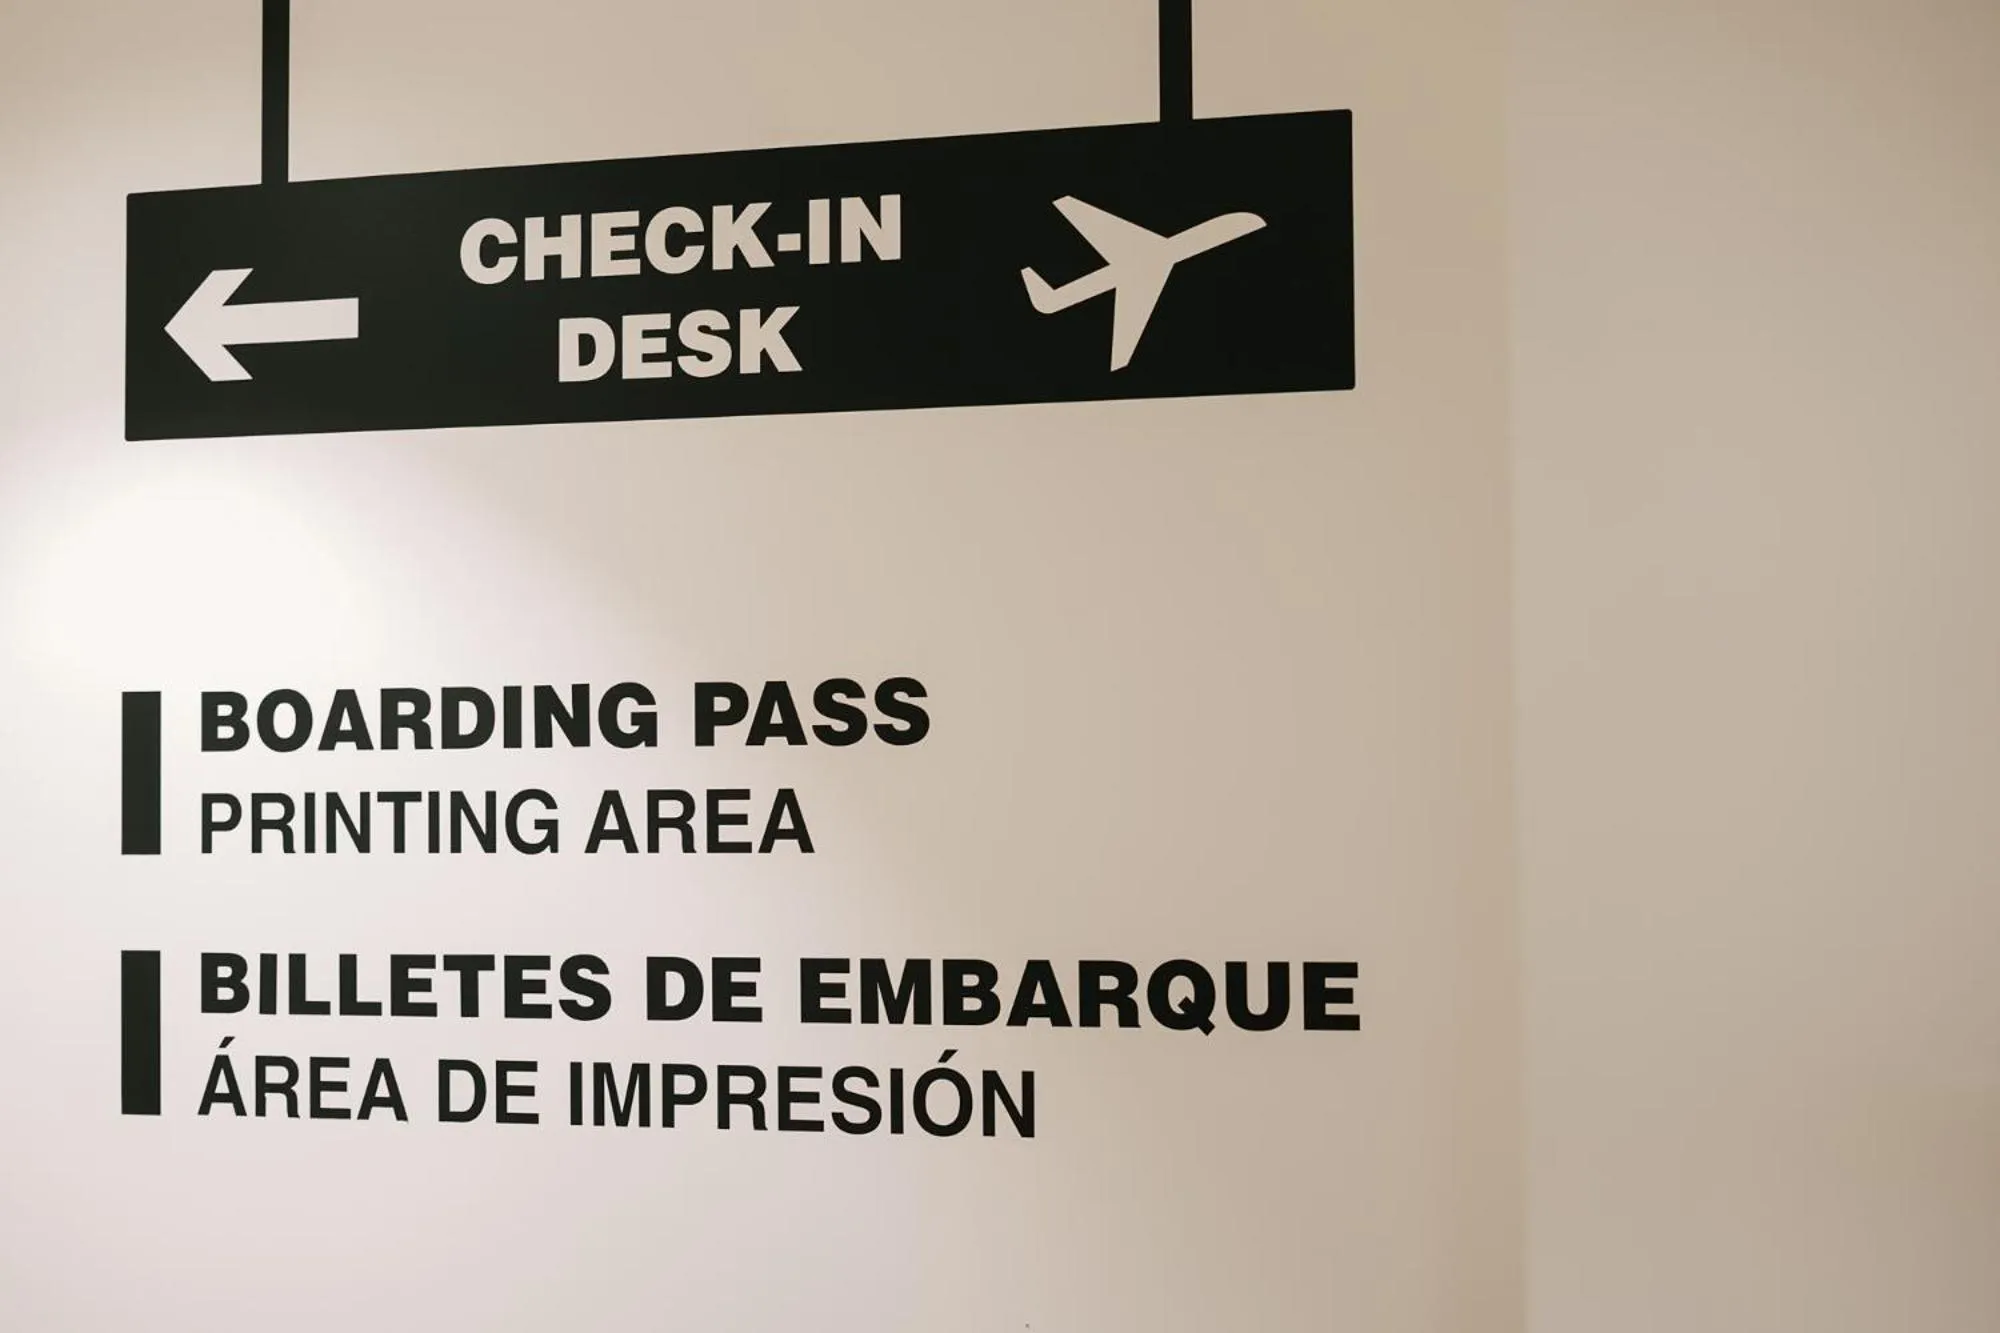 CHECK-IN
DESK
BOARDING PASS
PRINTING AREA
BILLETES DE EMBARQUE
ÁREA DE IMPRESIÓN